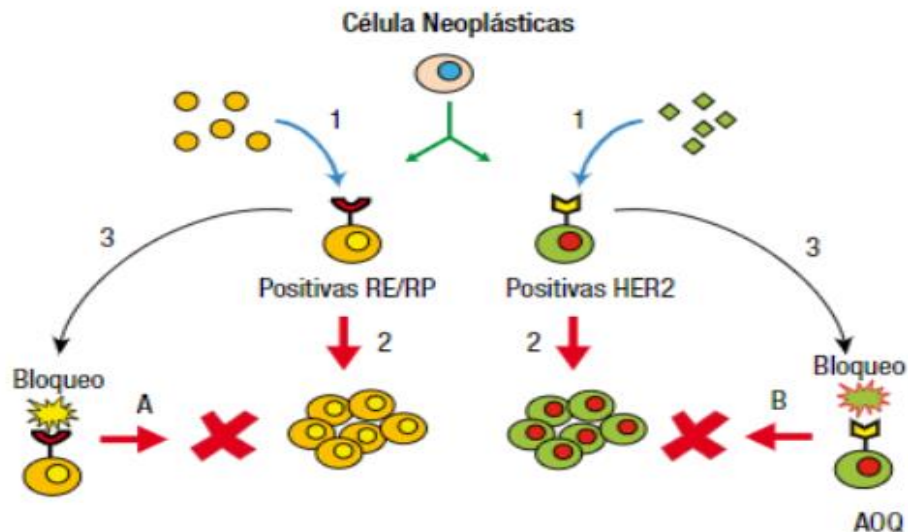 Célula Neoplásticas
1
1
3
3
Positivas RE/RP
Positivas HER2
2
2
Bloqueo
Bloqueo
A
B
AOQ